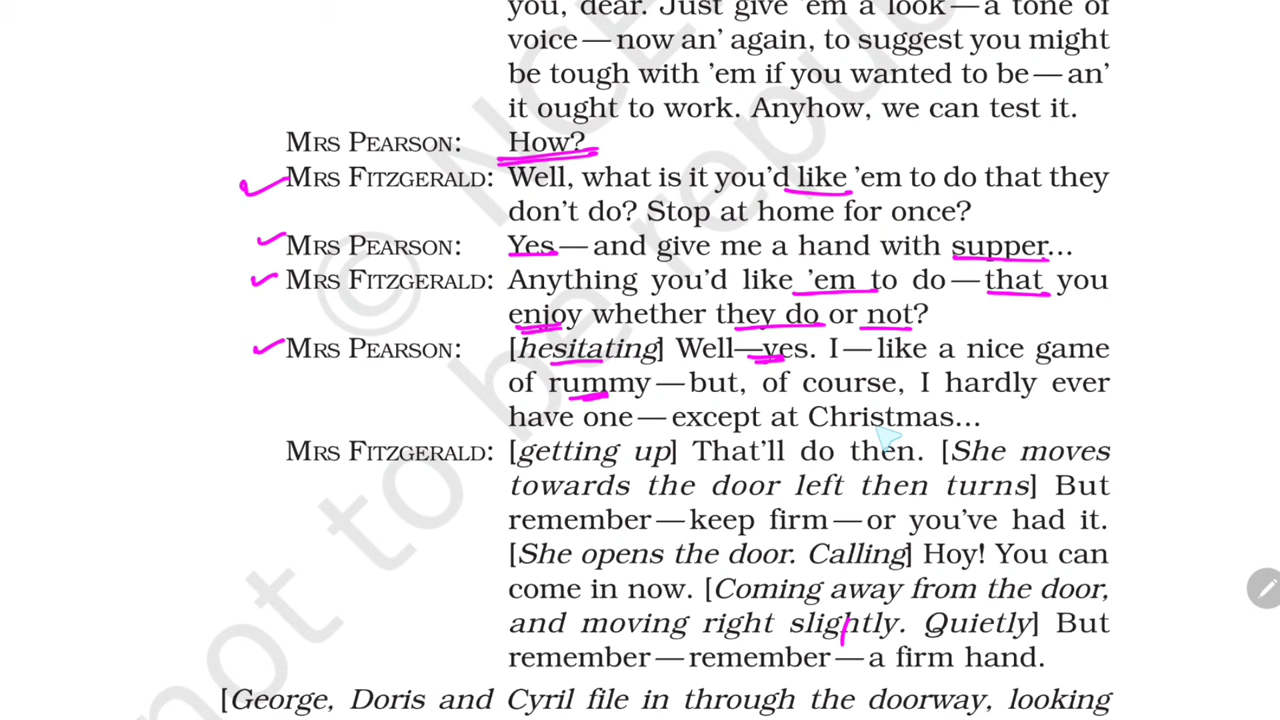 you, dear. Just give 'em a look—a tone of
voice—now an' again, to suggest you might
be tough with 'em if you wanted to be—an'
it ought to work. Anyhow, we can test it.
MRS PEARSON: How?
MRS FITZGERALD: Well, what is it you'd like 'em to do that they
don't do? Stop at home for once?
MRS PEARSON: Yes—and give me a hand with supper...
MRS FITZGERALD: Anything you'd like 'em to do—that you
enjoy whether they do or not?
MRS PEARSON: [hesitating] Well—yes. I—like a nice game
of rummy—but, of course, I hardly ever
have one—except at Christmas...
MRS FITZGERALD: [getting up] That'll do then. [She moves
towards the door left then turns] But
remember—keep firm—or you've had it.
[She opens the door. Calling] Hoy! You can
come in now. [Coming away from the door,
and moving right slightly. Quietly] But
remember—remember—a firm hand.
[George, Doris and Cyril file in through the doorway, looking
not to be republ
© NCE